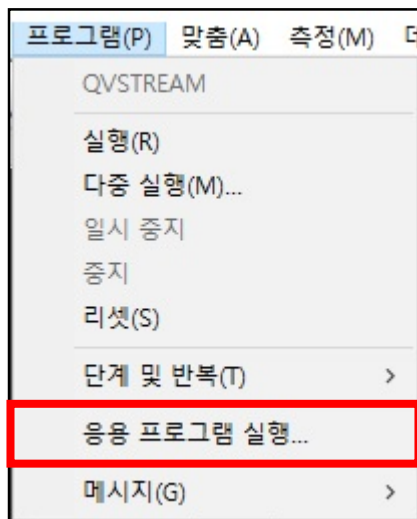 프로그램(P) 맞춤(A) 측정(M)
QVSTREAM
실행(R)
다중 실행(M)...
일시 중지
중지
리셋(S)
단계 및 반복(T) >
응용 프로그램 실행...
메시지(G) >